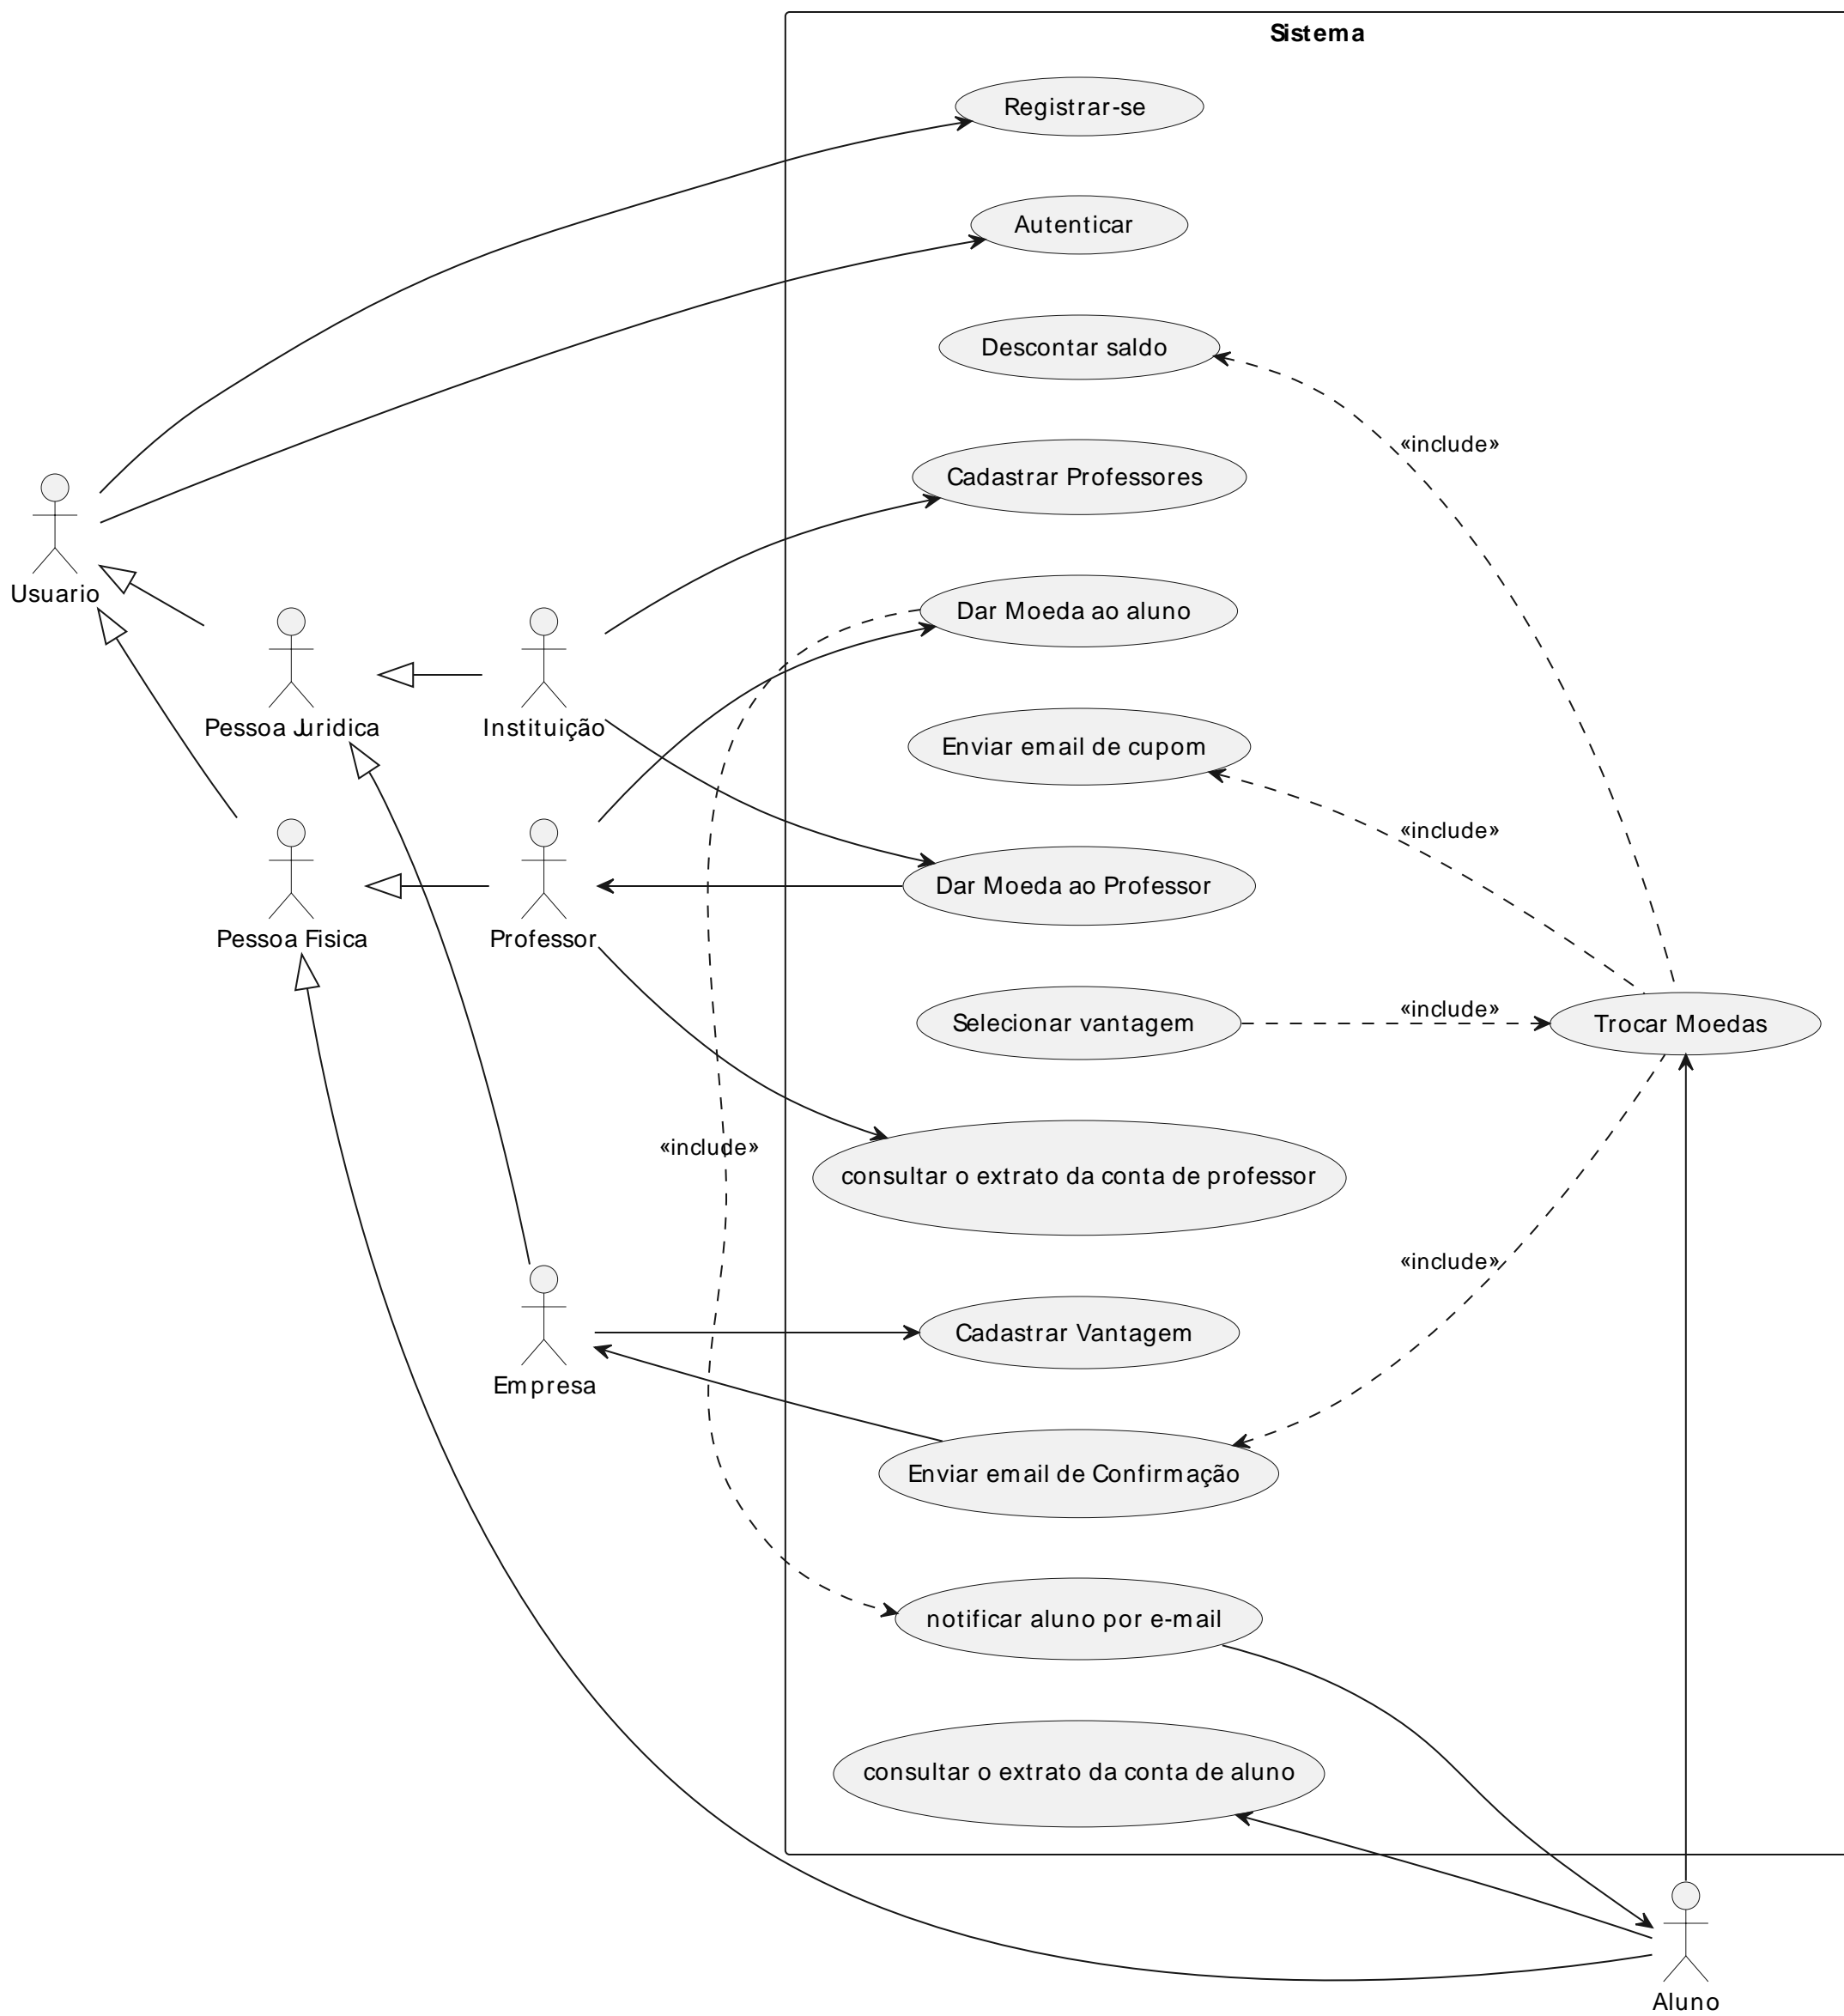 Sistema
Registrar-se
Autenticar
Descontar saldo
«include»
Cadastrar Professores
Usuario
Dar Moeda ao aluno
Pessoa Juridica
Instituição
Enviar email de cupom
«include»
Dar Moeda ao Professor
Pessoa Fisica
Professor
Selecionar vantagem
«include»
Trocar Moedas
«include»
consultar o extrato da conta de professor
«include»
Cadastrar Vantagem
Empresa
Enviar email de Confirmação
notificar aluno por e-mail
consultar o extrato da conta de aluno
Aluno